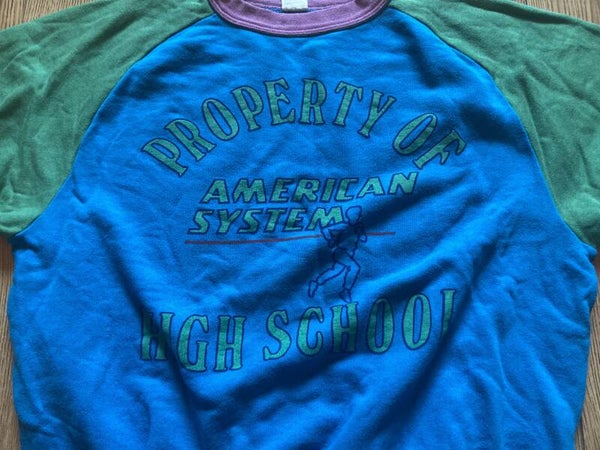 PROPERTY OF
AMERICAN
SYSTEM
HGH SCHOOL